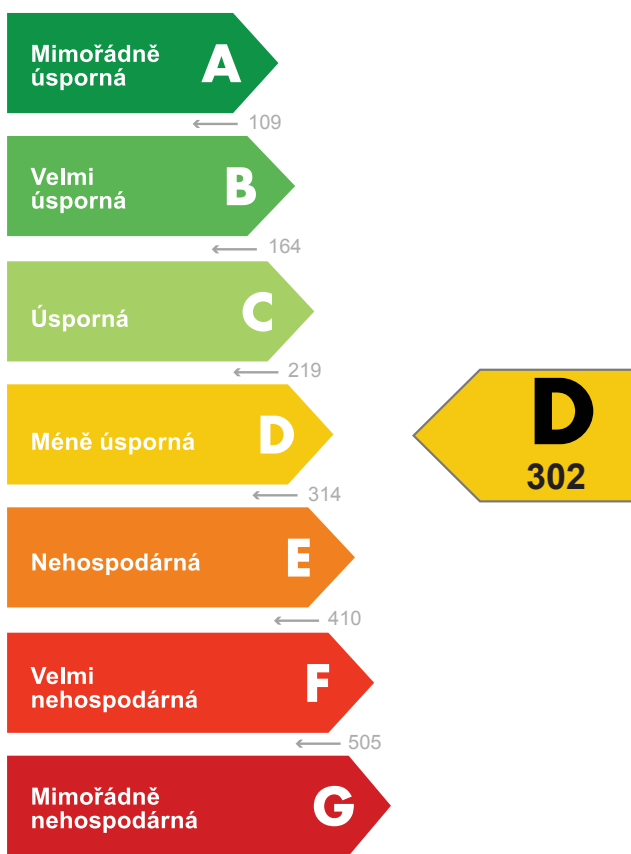 Mimořádně
úsporná
A
← 109
Velmi
úsporná
B
← 164
Úsporná
C
← 219
Méně úsporná
D
← 314
D
302
Nehospodárná
E
← 410
Velmi
nehospodárná
F
← 505
Mimořádně
nehospodárná
G